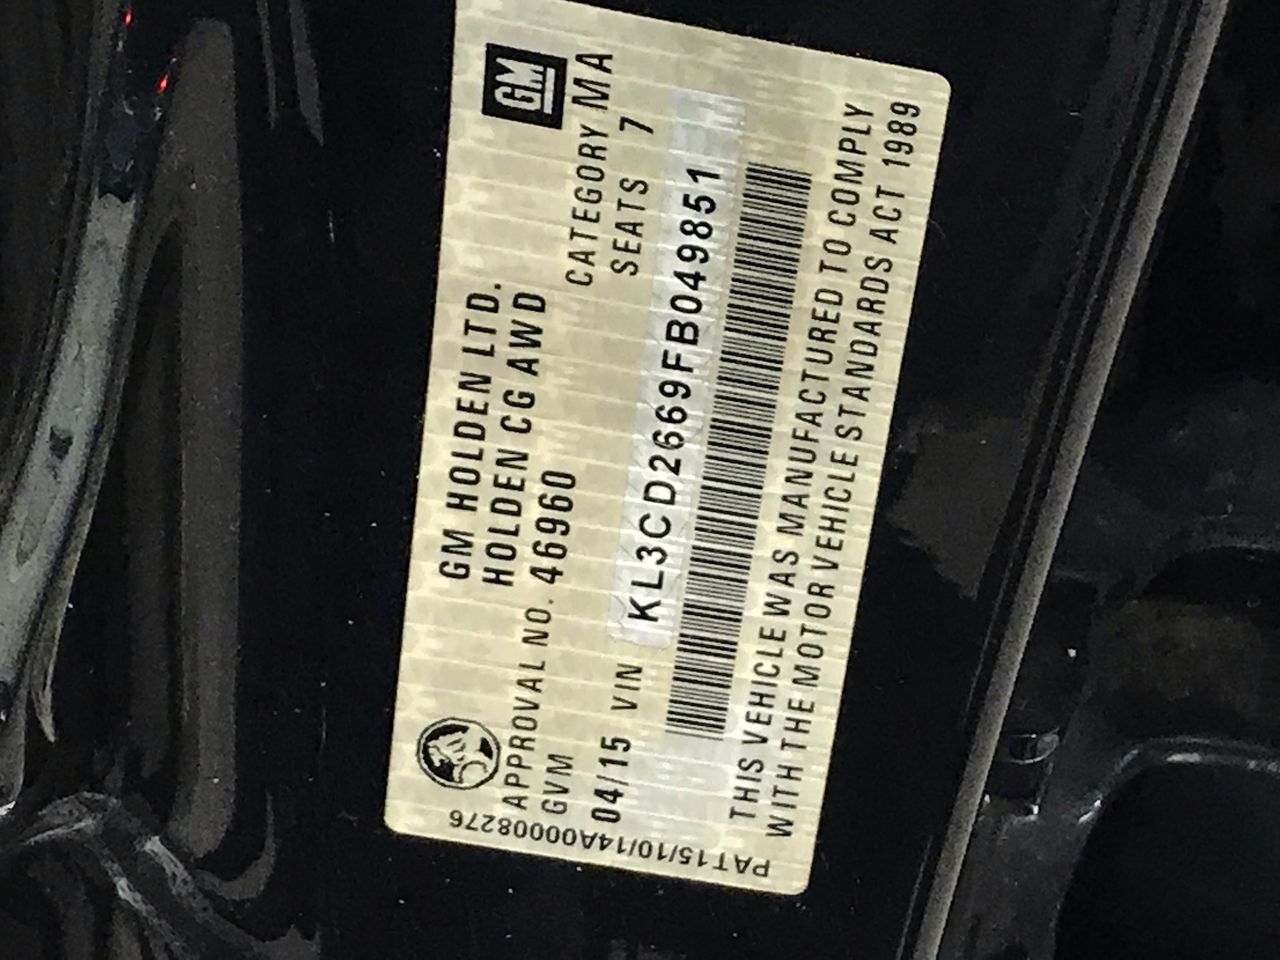 GM
GM HOLDEN LTD.
HOLDEN CG AWD
CATEGORY MA
APPROVAL NO. 46960
SEATS 7
GVM
04/15 VIN KL3CD2669FB049851
THIS VEHICLE WAS MANUFACTURED TO COMPLY
WITH THE MOTOR VEHICLE STANDARDS ACT 1989
PAT15/10/14A00008276